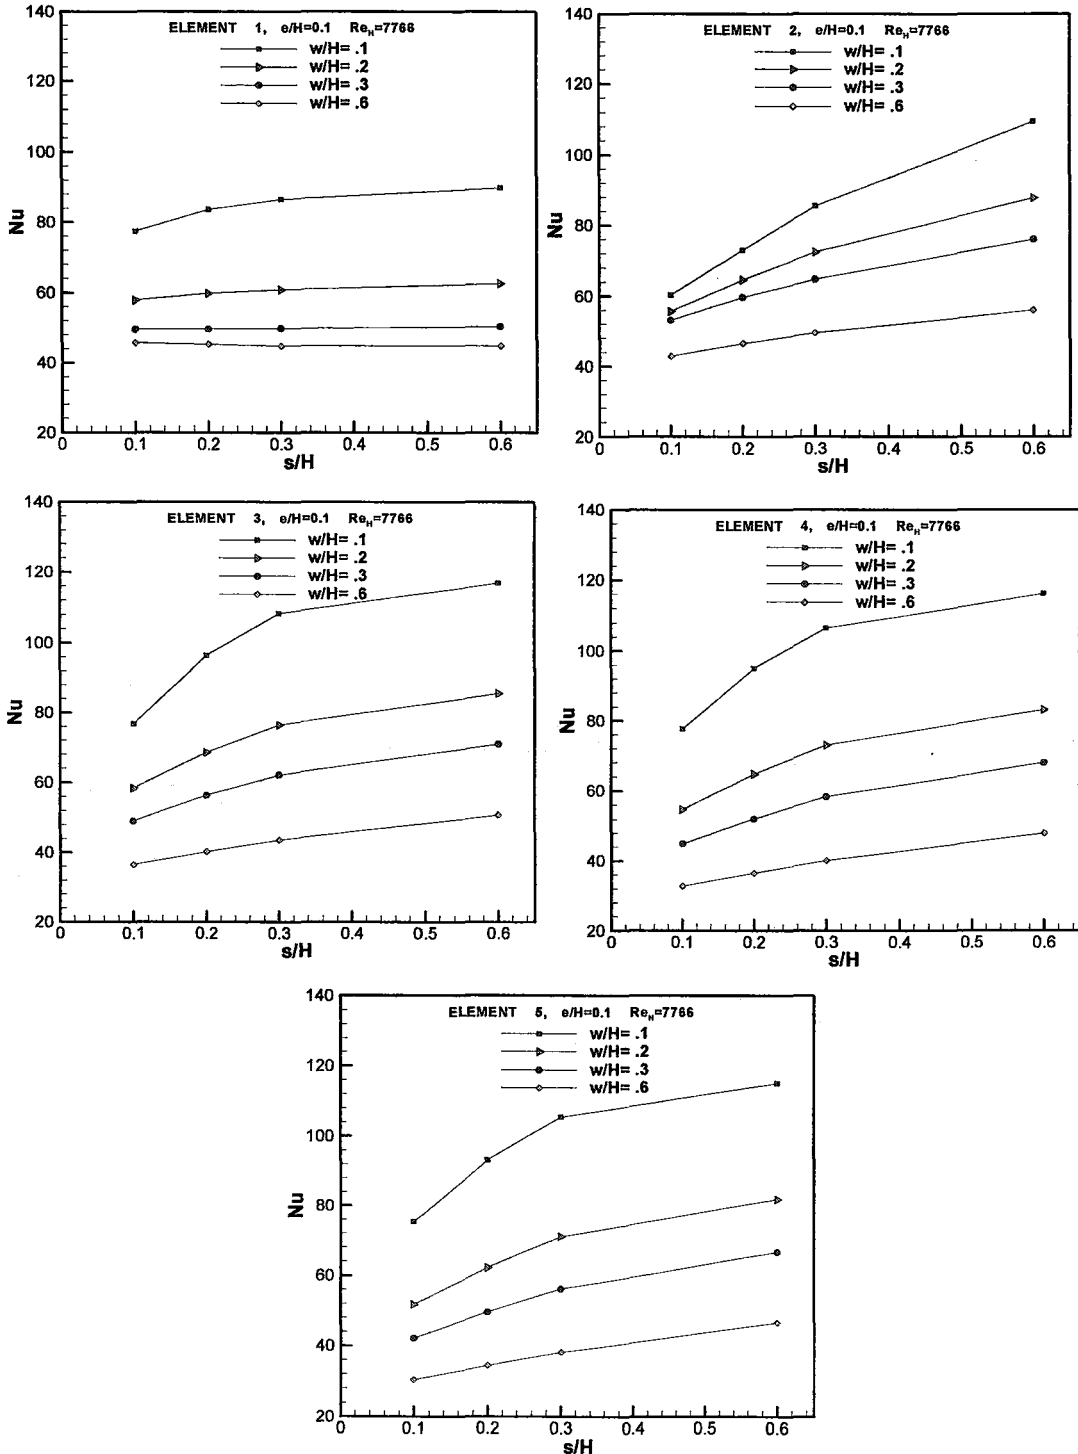 ELEMENT 1, e/H=0.1 Re_H=7766
w/H= .1
w/H= .2
w/H= .3
w/H= .6
140
120
100
80
60
40
20
Nu
0
0.1
0.2
0.3
0.4
0.5
0.6
s/H
ELEMENT 2, e/H=0.1 Re_H=7766
w/H= .1
w/H= .2
w/H= .3
w/H= .6
140
120
100
80
60
40
20
Nu
0
0.1
0.2
0.3
0.4
0.5
0.6
s/H
ELEMENT 3, e/H=0.1 Re_H=7766
w/H= .1
w/H= .2
w/H= .3
w/H= .6
140
120
100
80
60
40
20
Nu
0
0.1
0.2
0.3
0.4
0.5
0.6
s/H
ELEMENT 4, e/H=0.1 Re_H=7766
w/H= .1
w/H= .2
w/H= .3
w/H= .6
140
120
100
80
60
40
20
Nu
0
0.1
0.2
0.3
0.4
0.5
0.6
s/H
ELEMENT 5, e/H=0.1 Re_H=7766
w/H= .1
w/H= .2
w/H= .3
w/H= .6
140
120
100
80
60
40
20
Nu
0
0.1
0.2
0.3
0.4
0.5
0.6
s/H